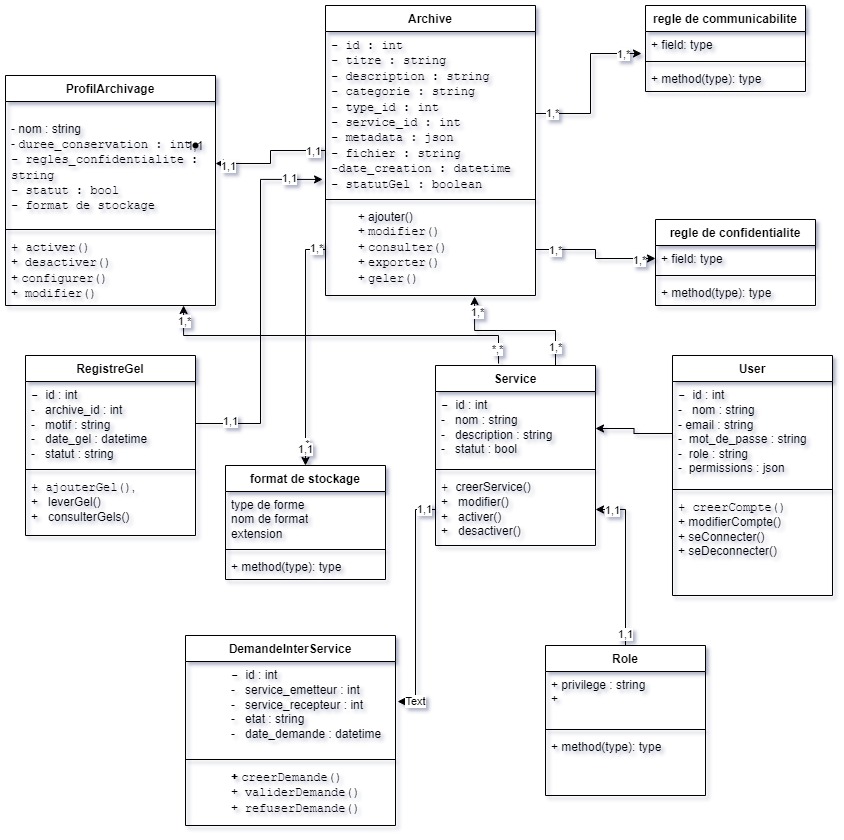 Archive
- id : int
- titre : string
- description : string
- categorie : string
- type_id : int
- service_id : int
- metadata : json
- fichier : string
-date_creation : datetime
- statutGel : boolean
+ ajouter()
+ modifier()
+ consulter()
+ exporter()
+ geler()
regle de communicabilite
+ field: type
+ method(type): type
ProfilArchivage
- nom : string
- duree_conservation : int
- regles_confidentialite :
string
- statut : bool
- format de stockage
+ activer()
+ desactiver()
+ configurer()
+ modifier()
regle de confidentialite
+ field: type
+ method(type): type
1,1
1,1
1,1
1,*
1,*
1,*
1,*
1,*
1,*
1,*
*,*
1,*
1,*
RegistreGel
- id : int
- archive_id : int
- motif : string
- date_gel : datetime
- statut : string
+ ajouterGel(),
+ leverGel()
+ consulterGels()
1,1
1,1
format de stockage
type de forme
nom de format
extension
+ method(type): type
Service
- id : int
- nom : string
- description : string
- statut : bool
+ creerService()
+ modifier()
+ activer()
+ desactiver()
User
- id : int
- nom : string
- email : string
- mot_de_passe : string
- role : string
- permissions : json
+ creerCompte()
+ modifierCompte()
+ seConnecter()
+ seDeconnecter()
1,1
1,1
1,1
Text
DemandeInterService
- id : int
- service_emetteur : int
- service_recepteur : int
- etat : string
- date_demande : datetime
+ creerDemande()
+ validerDemande()
+ refuserDemande()
Role
+ privilege : string
+
+ method(type): type